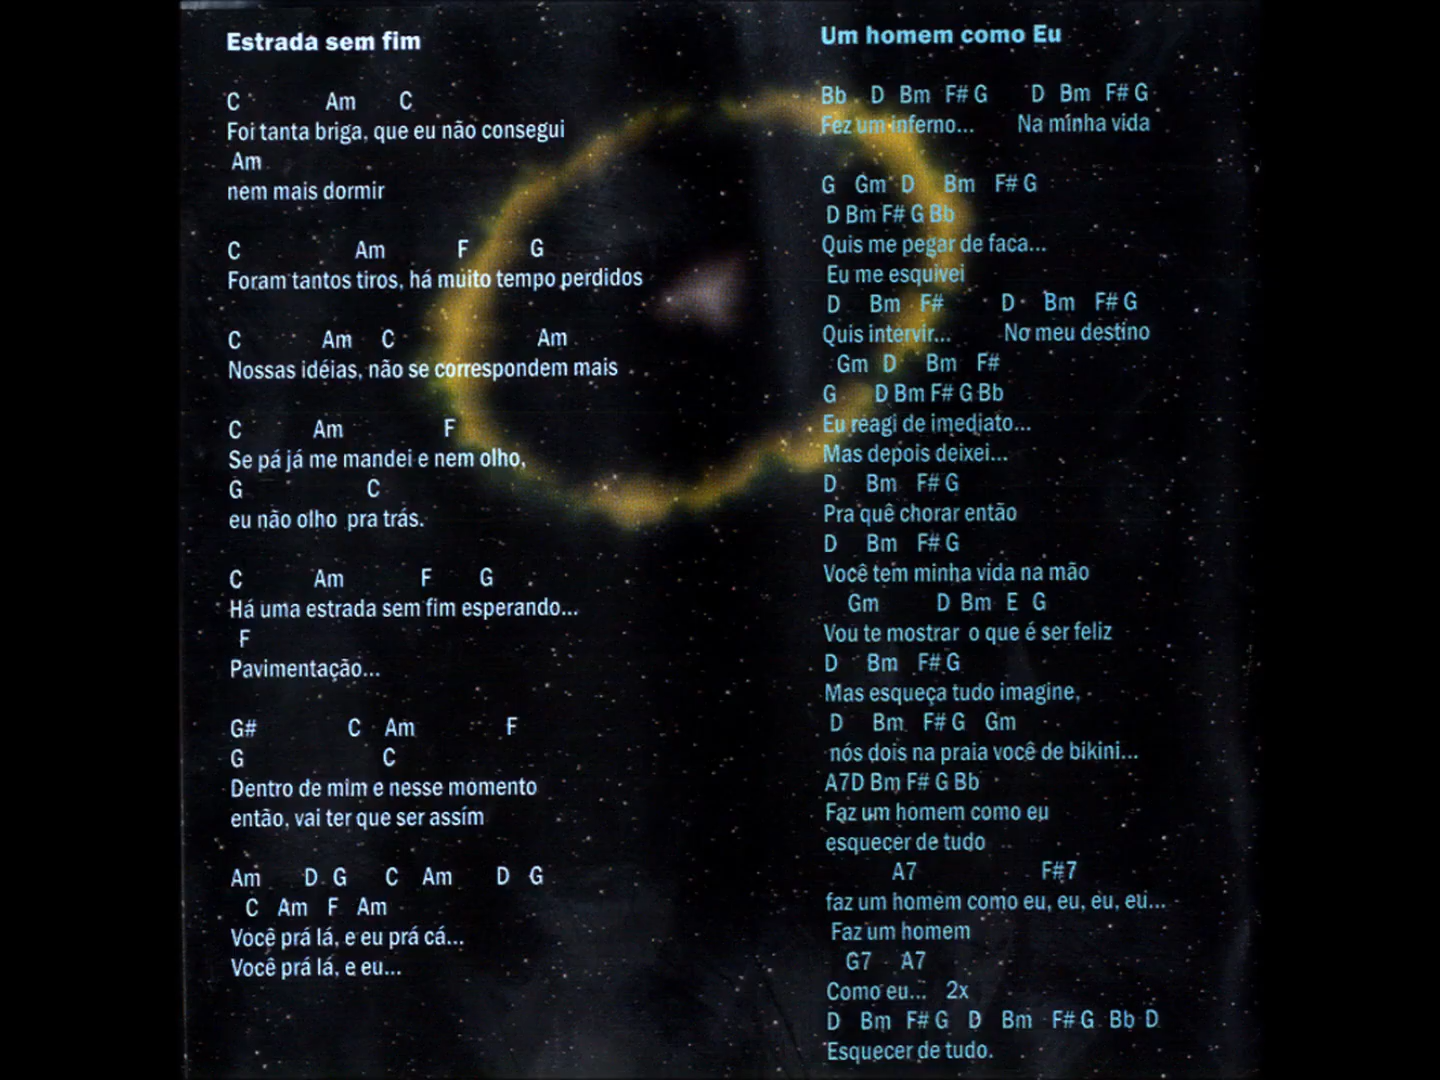 Estrada sem fim
C Am C
Foi tanta briga, que eu não consegui
Am
nem mais dormir
C Am F G
Foram tantos tiros, há muito tempo perdidos
C Am C Am
Nossas idéias, não se correspondem mais
C Am F
Se pá já me mandei e nem olho,
G C
eu não olho pra trás.
C Am F G
Há uma estrada sem fim esperando...
F
Pavimentação...
G# C Am F
G C
Dentro de mim e nesse momento
então, vai ter que ser assím
Am D G C Am D G
C Am F Am
Você prá lá, e eu prá cá...
Você prá lá, e eu...
Um homem como Eu
Bb D Bm F# G D Bm F# G
Fez um inferno... Na minha vida
G Gm D Bm F# G
D Bm F# G Bb
Quis me pegar de faca...
Eu me esquivei
D Bm F# D Bm F# G
Quis intervir... No meu destino
Gm D Bm F#
G D Bm F# G Bb
Eu reagi de imediato...
Mas depois deixei...
D Bm F# G
Pra quê chorar então
D Bm F# G
Você tem minha vida na mão
Gm D Bm E G
Vou te mostrar o que é ser feliz
D Bm F# G
Mas esqueça tudo imagine,
D Bm F# G Gm
nós dois na praia você de bikini...
A7D Bm F# G Bb
Faz um homem como eu
esquecer de tudo
A7 F#7
faz um homem como eu, eu, eu, eu...
Faz um homem
G7 A7
Como eu... 2x
D Bm F# G D Bm F# G Bb D
Esquecer de tudo.